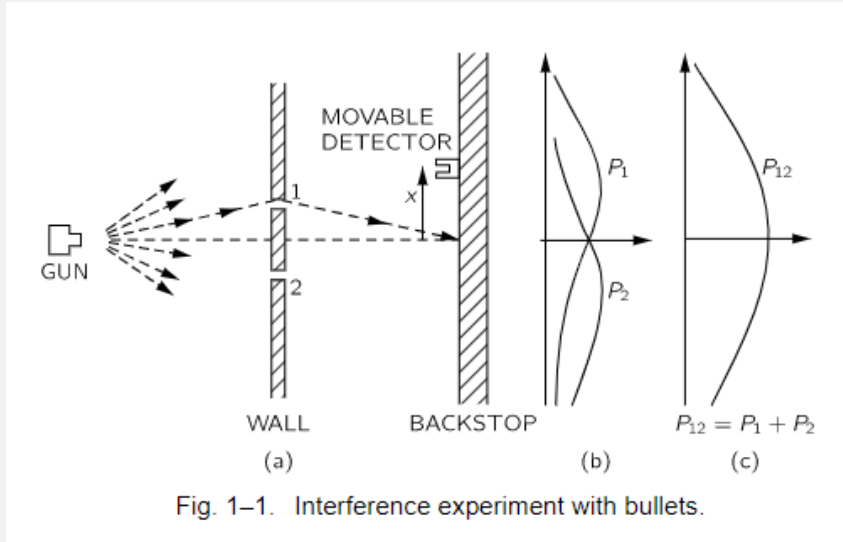 MOVABLE
DETECTOR
x
1
2
GUN
WALL
BACKSTOP
(a)
P₁
P₂
(b)
P₁₂
P₁₂ = P₁ + P₂
(c)
Fig. 1–1. Interference experiment with bullets.